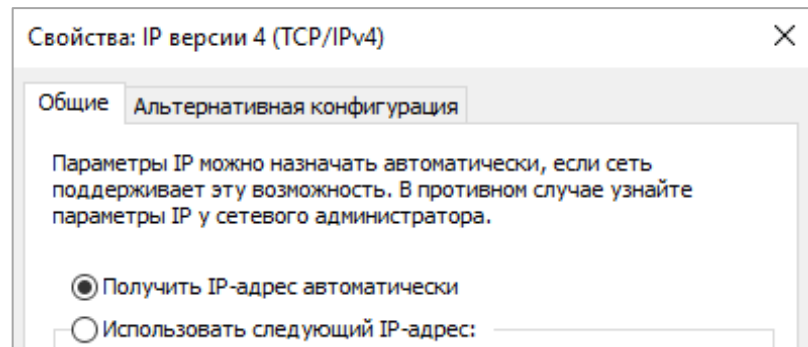 Свойства: IP версии 4 (TCP/IPv4)
Общие Альтернативная конфигурация
Параметры IP можно назначать автоматически, если сеть
поддерживает эту возможность. В противном случае узнайте
параметры IP у сетевого администратора.
Получить IP-адрес автоматически
Использовать следующий IP-адрес: